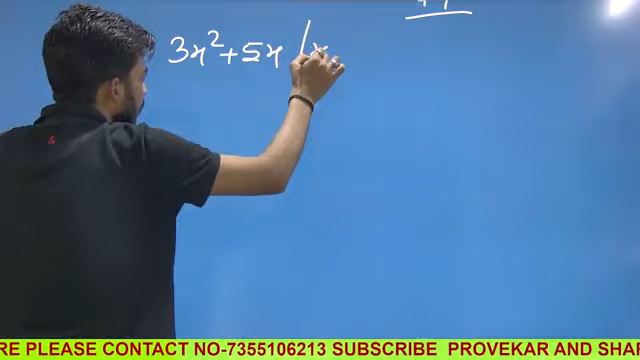 3x² + 5x / x
RE PLEASE CONTACT NO-7355106213 SUBSCRIBE PROVEKAR AND SHA